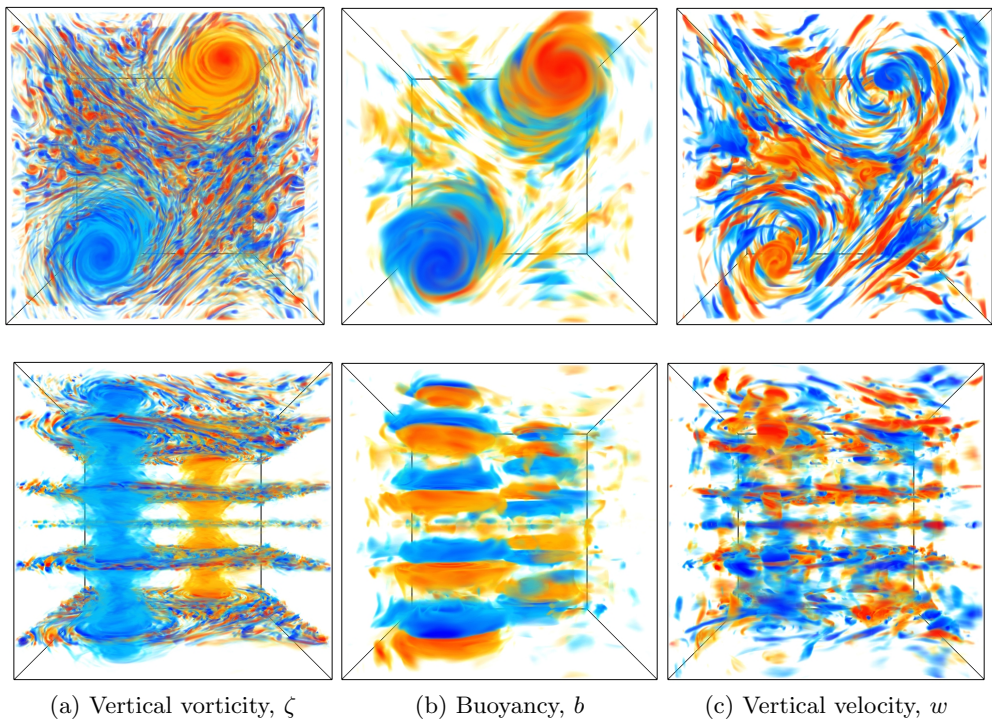 (a) Vertical vorticity, ζ
(b) Buoyancy, b
(c) Vertical velocity, w